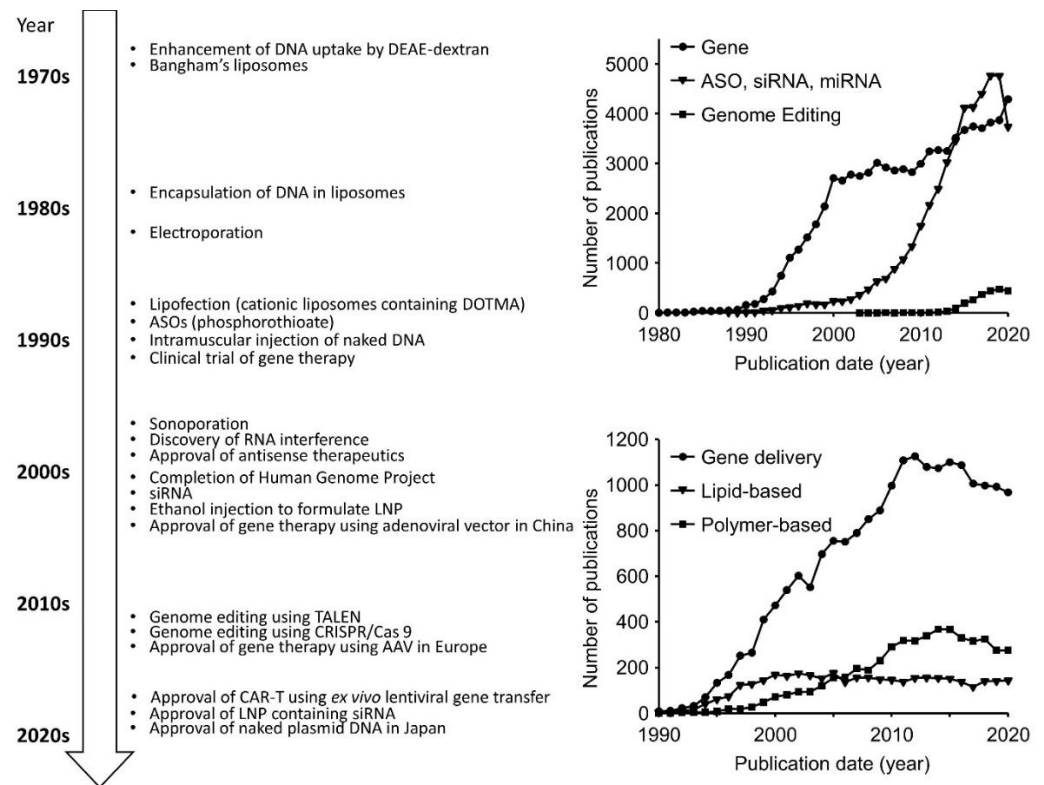 Year
• Enhancement of DNA uptake by DEAE-dextran
1970s
• Bangham's liposomes
• Encapsulation of DNA in liposomes
1980s
• Electroporation
• Lipofection (cationic liposomes containing DOTMA)
• ASOs (phosphorothioate)
1990s
• Intramuscular injection of naked DNA
• Clinical trial of gene therapy
• Sonoporation
• Discovery of RNA interference
• Approval of antisense therapeutics
2000s
• Completion of Human Genome Project
• siRNA
• Ethanol injection to formulate LNP
• Approval of gene therapy using adenoviral vector in China
2010s
• Genome editing using TALEN
• Genome editing using CRISPR/Cas 9
• Approval of gene therapy using AAV in Europe
• Approval of CAR-T using ex vivo lentiviral gene transfer
• Approval of LNP containing siRNA
• Approval of naked plasmid DNA in Japan
2020s
Gene
ASO, siRNA, miRNA
Genome Editing
Number of publications
5000
4000
3000
2000
1000
0
1980 1990 2000 2010 2020
Publication date (year)
Gene delivery
Lipid-based
Polymer-based
Number of publications
1200
1000
800
600
400
200
0
1990 2000 2010 2020
Publication date (year)